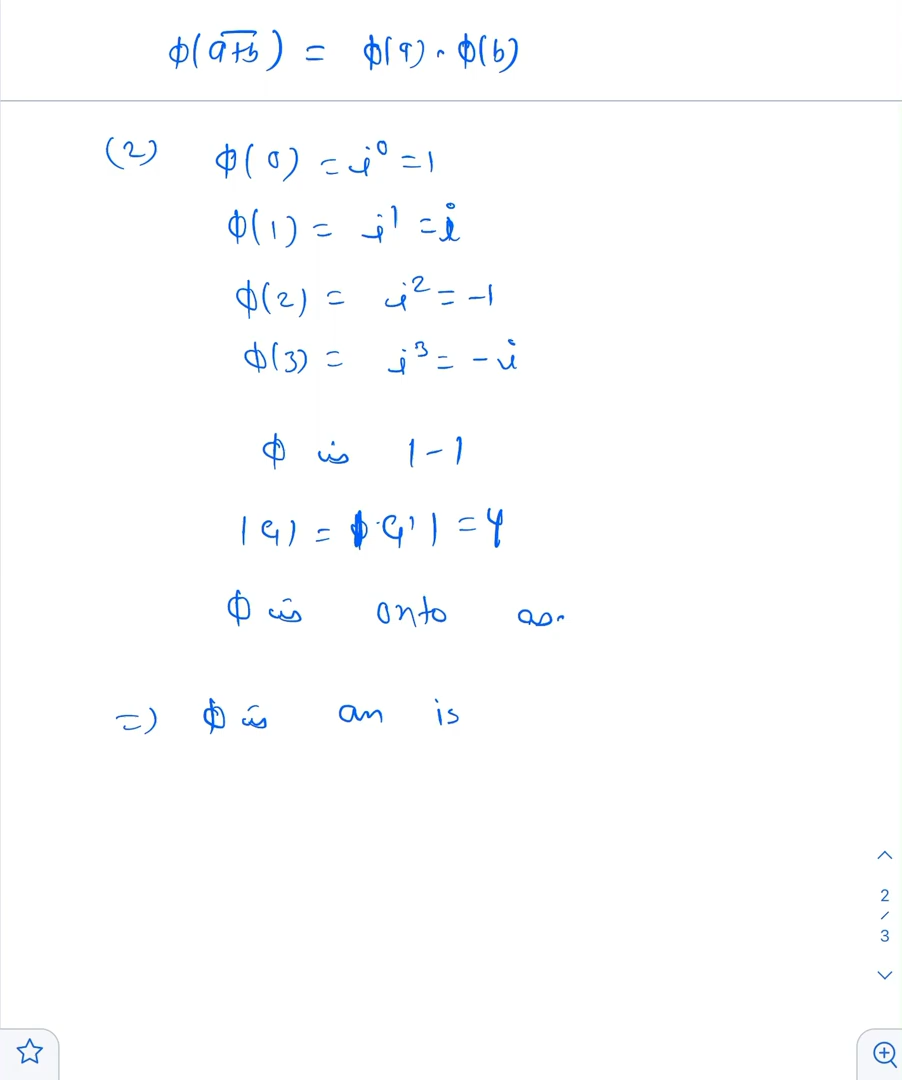 ϕ(a+b) = ϕ(a) · ϕ(b)
(2) ϕ(0) = i⁰ = 1
ϕ(1) = i¹ = i
ϕ(2) = i² = -1
ϕ(3) = i³ = -i
ϕ is 1-1
|G| = |G'| = 4
ϕ is onto as
=) ϕ is an is
2
/
3